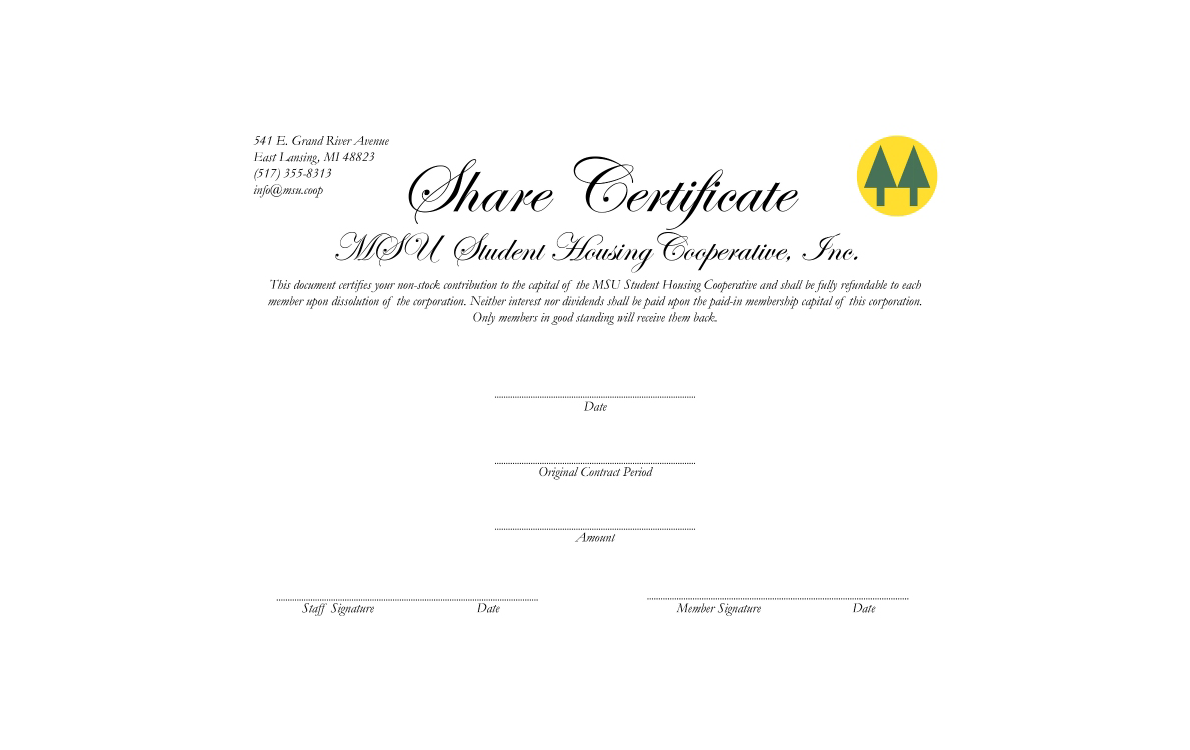 541 E. Grand River Avenue
East Lansing, MI 48823
(517) 355-8313
info@msu.coop
Share Certificate
MSU Student Housing Cooperative, Inc.
This document certifies your non-stock contribution to the capital of the MSU Student Housing Cooperative and shall be fully refundable to each
member upon dissolution of the corporation. Neither interest nor dividends shall be paid upon the paid-in membership capital of this corporation.
Only members in good standing will receive them back.
Date
Original Contract Period
Amount
Staff Signature Date Member Signature Date